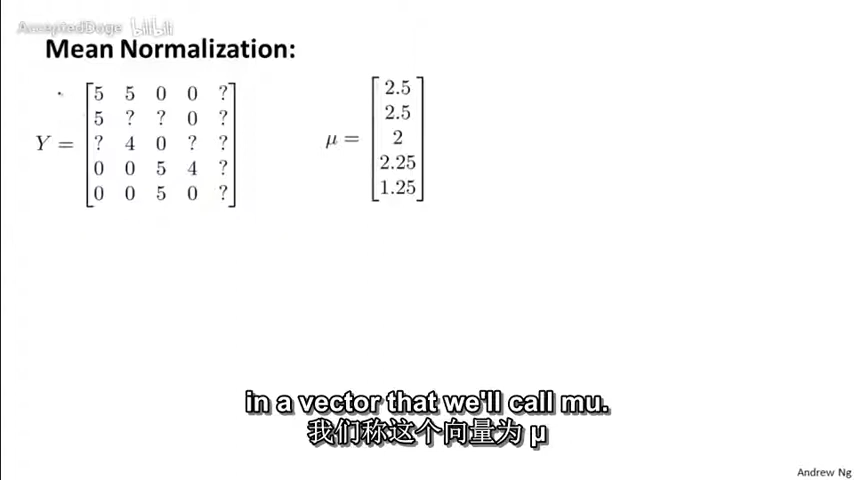 AcceptedDoge bilibili
Mean Normalization:
Y = [5 5 0 0 ?
5 ? ? 0 ?
? 4 0 ? ?
0 0 5 4 ?
0 0 5 0 ?]
μ = [2.5
2.5
2
2.25
1.25]
in a vector that we'll call mu.
我们称这个向量为 μ
Andrew Ng